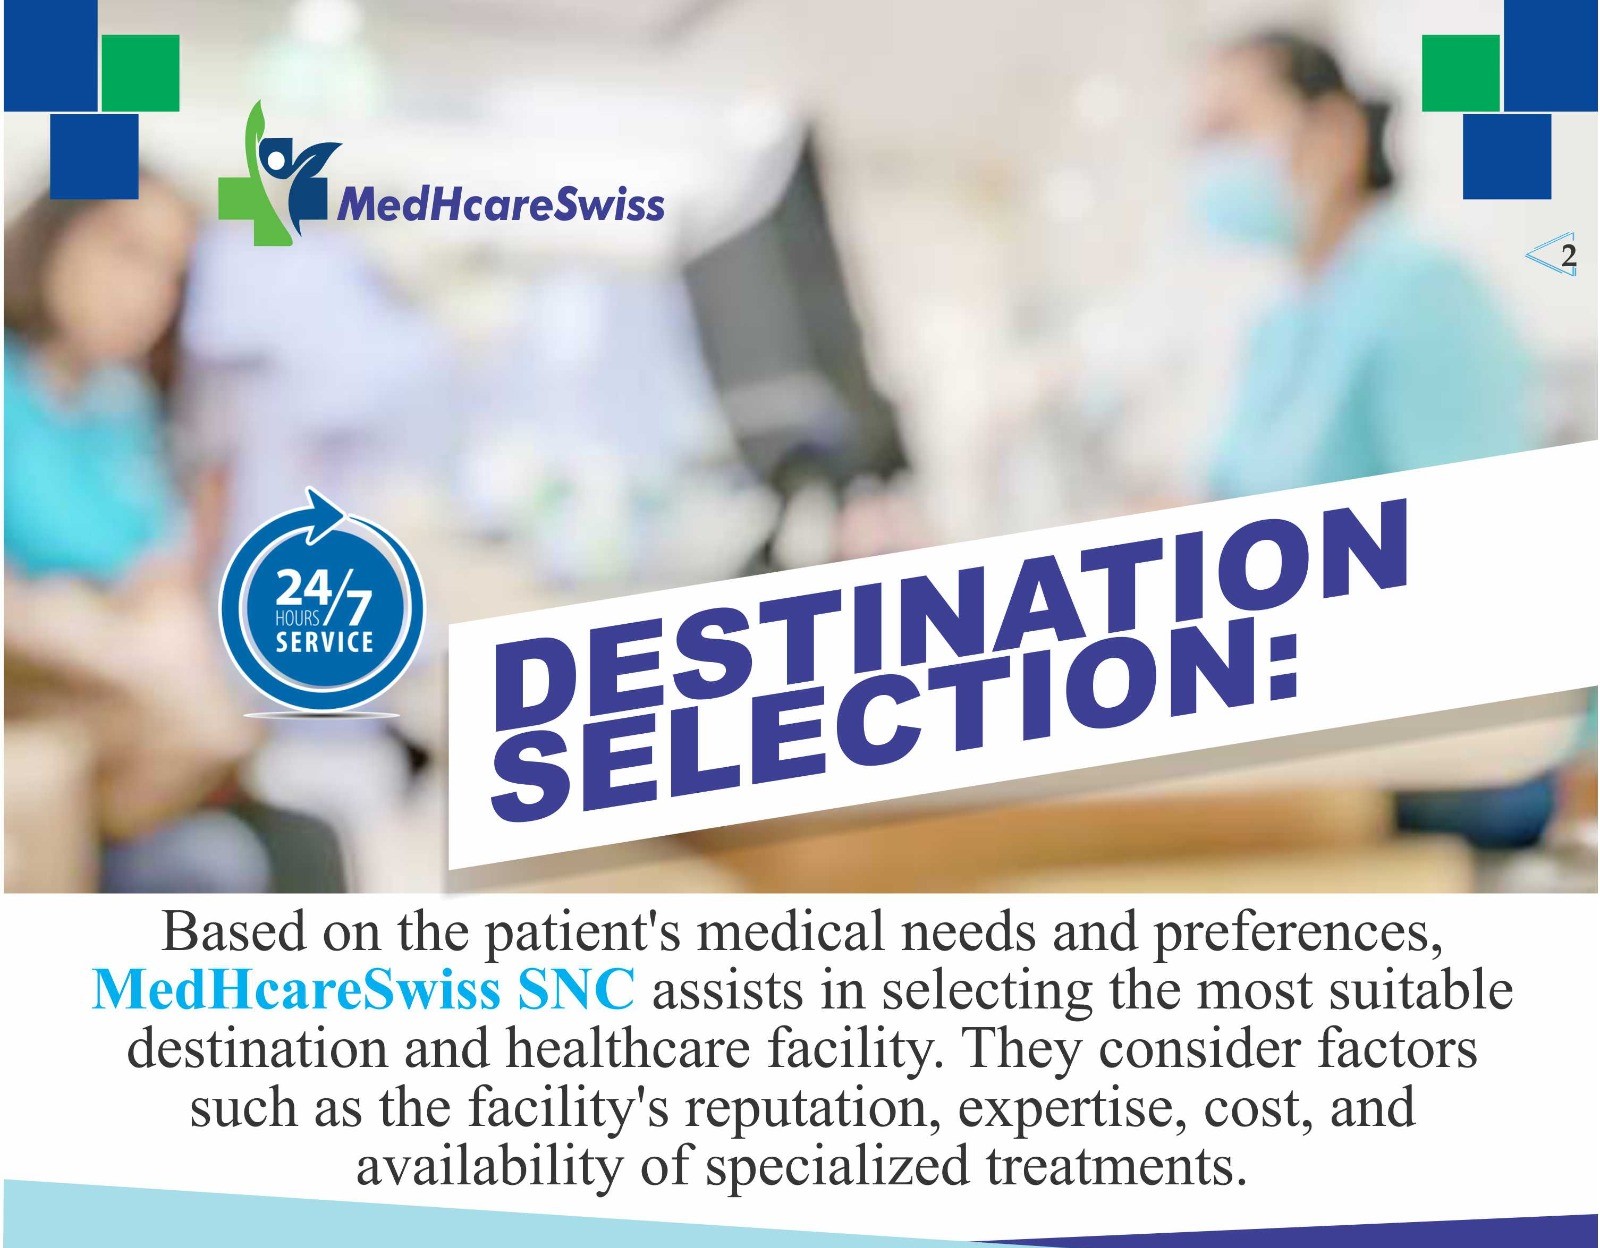 MedHcareSwiss
2
24/7
HOURS
SERVICE
DESTINATION
SELECTION:
Based on the patient's medical needs and preferences,
MedHcareSwiss SNC assists in selecting the most suitable
destination and healthcare facility. They consider factors
such as the facility's reputation, expertise, cost, and
availability of specialized treatments.